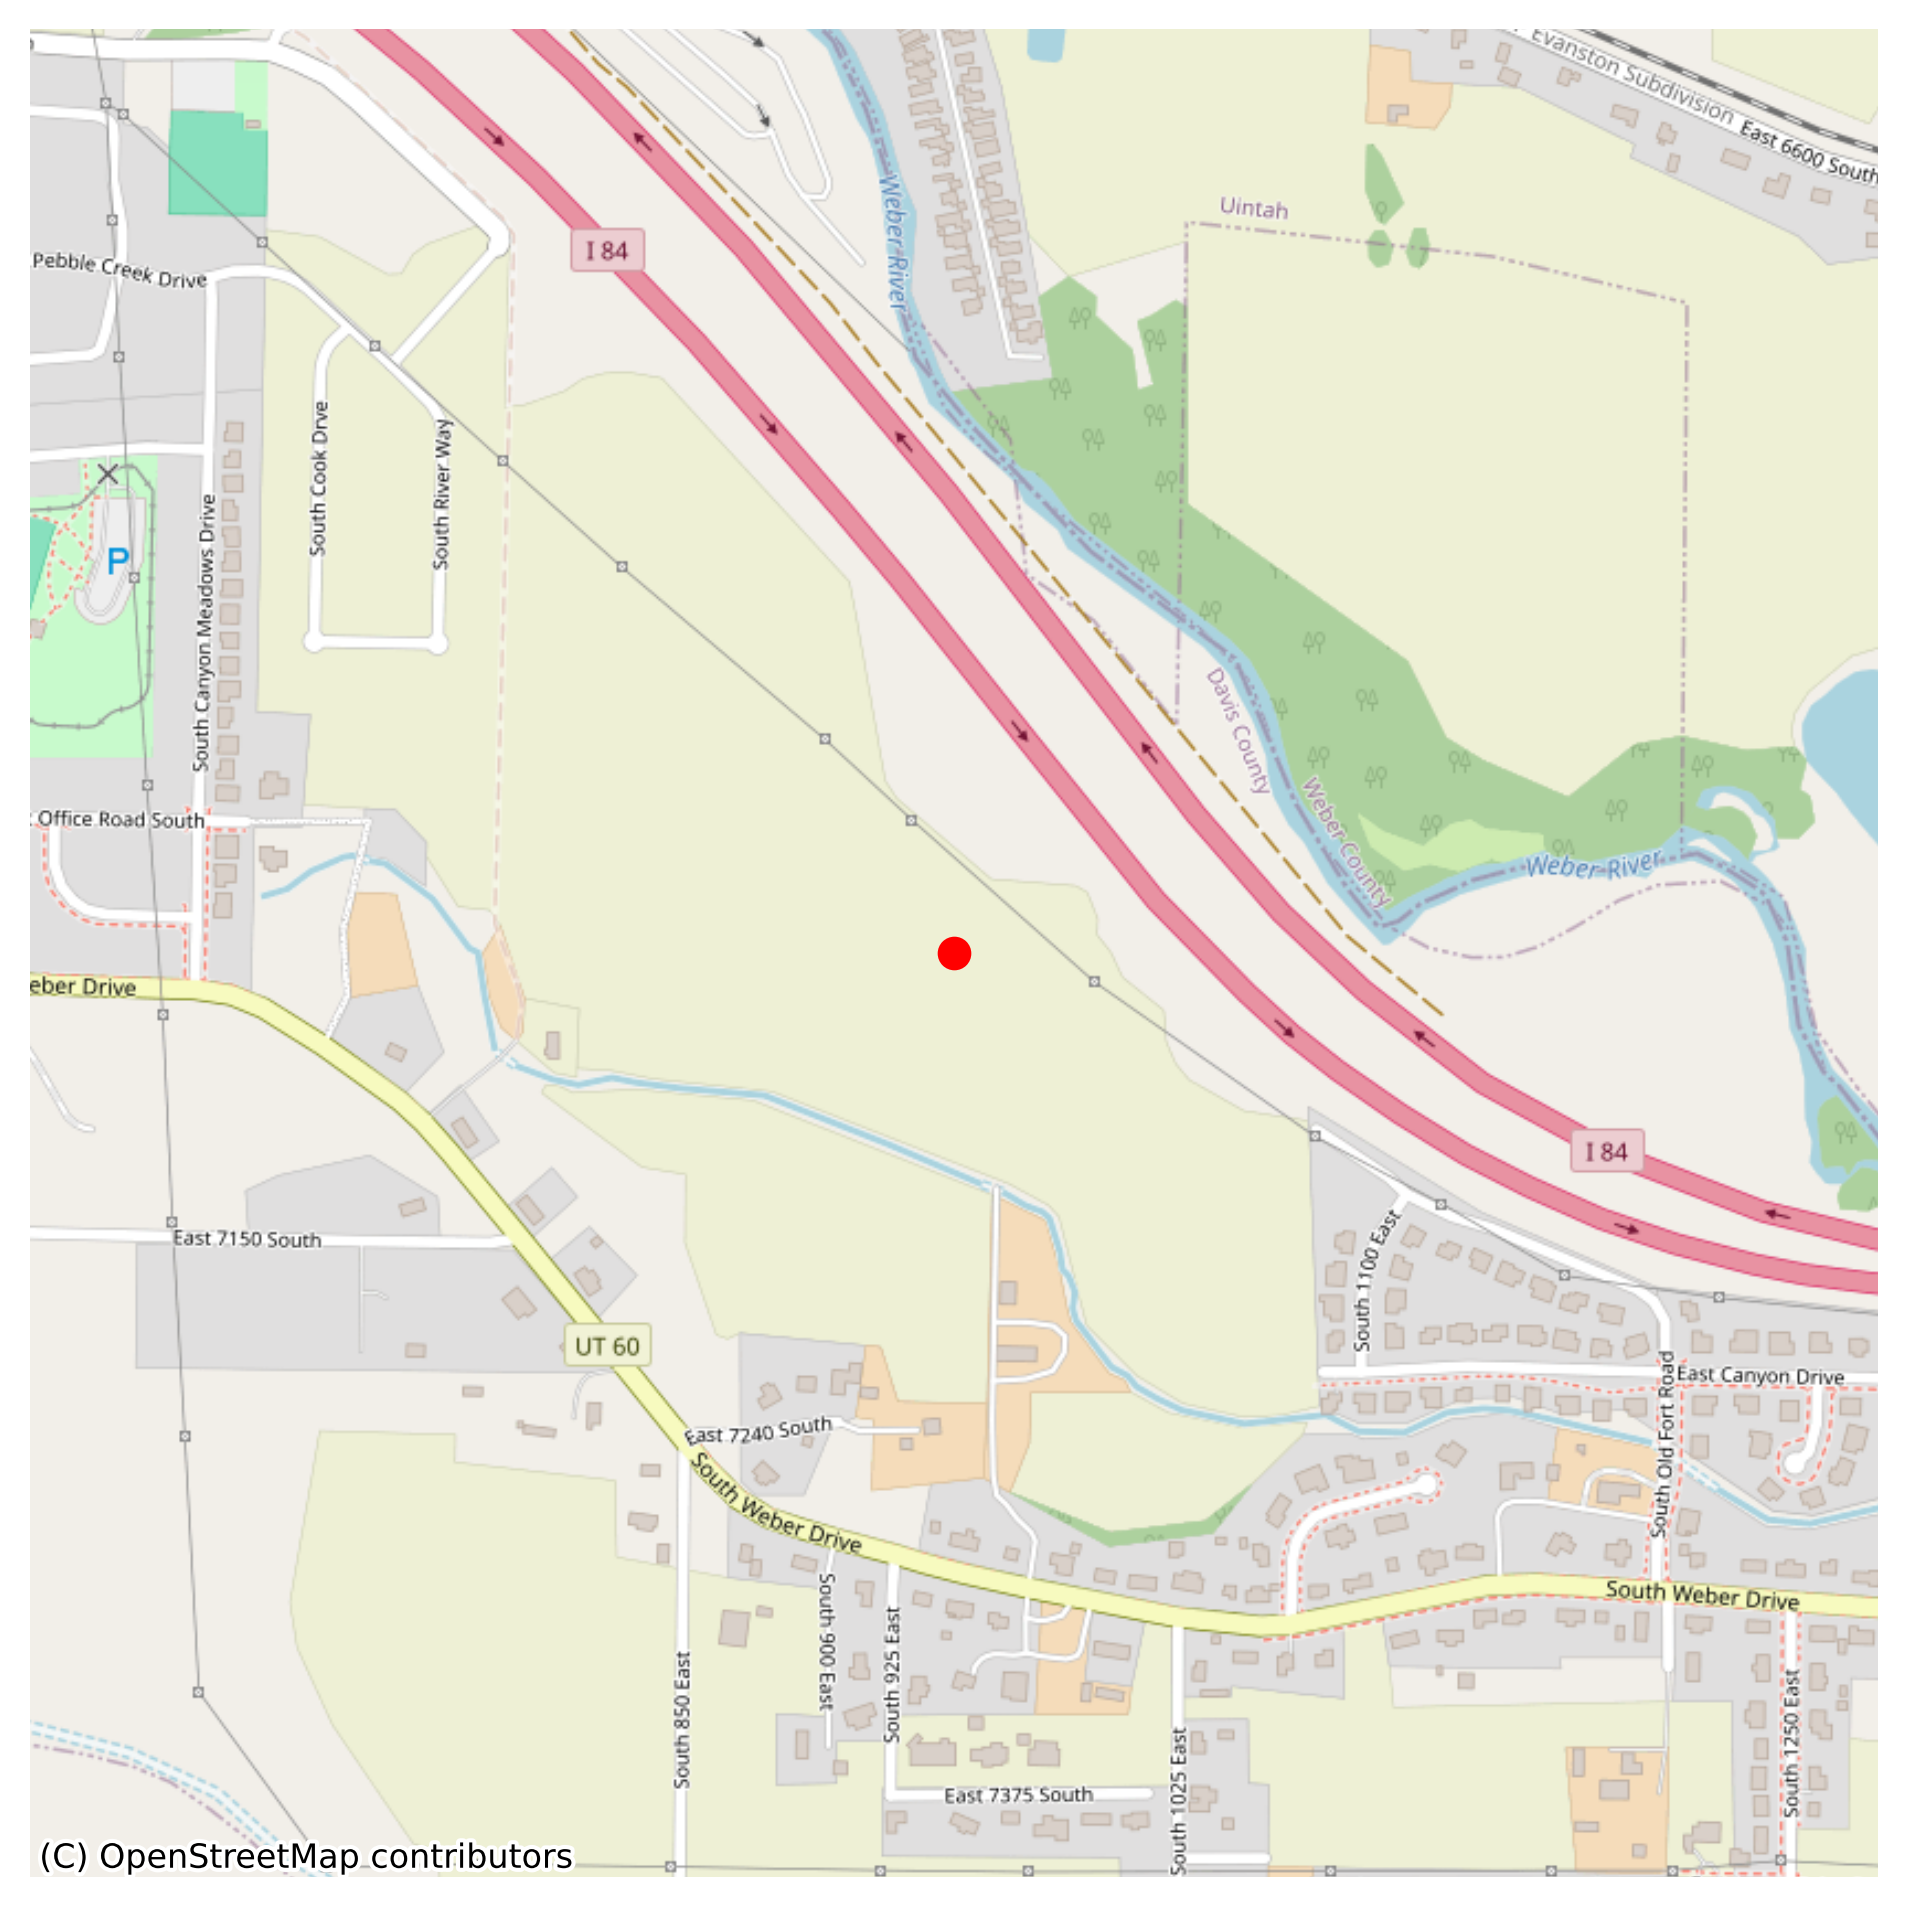 Evanston Subdivision
East 6600 South
Weber River
Uintah
I 84
Pebble Creek Drive
Weber River
South Cook Drve
South River Way
South Canyon Meadows Drive
P
Davis County
Weber County
Office Road South
Weber River
eber Drive
I 84
East 7150 South
South 1100 East
UT 60
East Canyon Drive
South Old Fort Road
East 7240 South
South Weber Drive
South Weber Drive
South 900 East
South 925 East
South 850 East
South 1025 East
South 1250 East
East 7375 South
(C) OpenStreetMap contributors